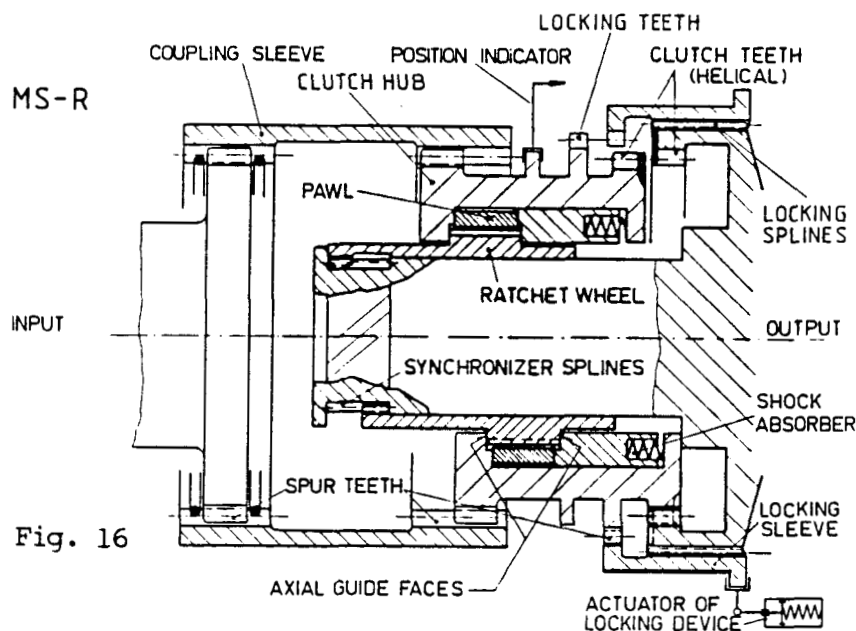 MS-R
COUPLING SLEEVE
POSITION INDICATOR
LOCKING TEETH
CLUTCH TEETH
(HELICAL)
CLUTCH HUB
PAWL
LOCKING
SPLINES
RATCHET WHEEL
INPUT
OUTPUT
SYNCHRONIZER SPLINES
SHOCK
ABSORBER
SPUR TEETH
LOCKING
SLEEVE
Fig. 16
AXIAL GUIDE FACES
ACTUATOR OF
LOCKING DEVICE